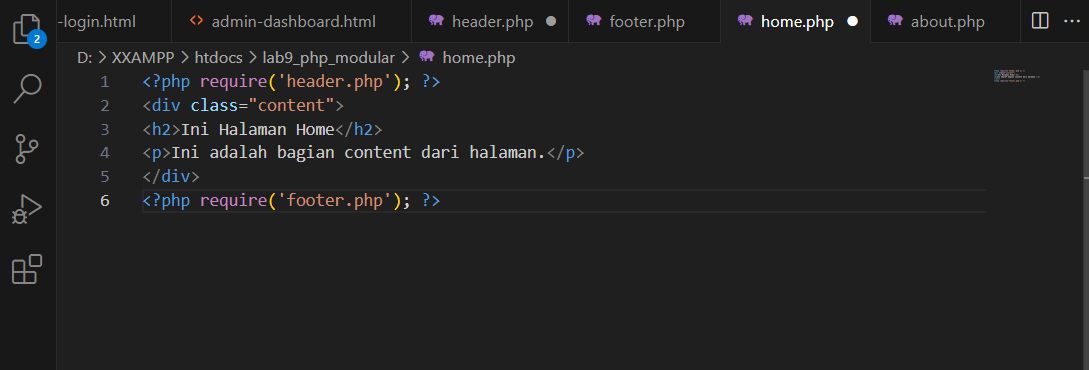 -login.html
admin-dashboard.html
header.php
footer.php
home.php
about.php
D: > XXAMPP > htdocs > lab9_php_modular > home.php
2
1 <?php require('header.php'); ?>
2 <div class="content">
3 <h2>Ini Halaman Home</h2>
4 <p>Ini adalah bagian content dari halaman.</p>
5 </div>
6 <?php require('footer.php'); ?>